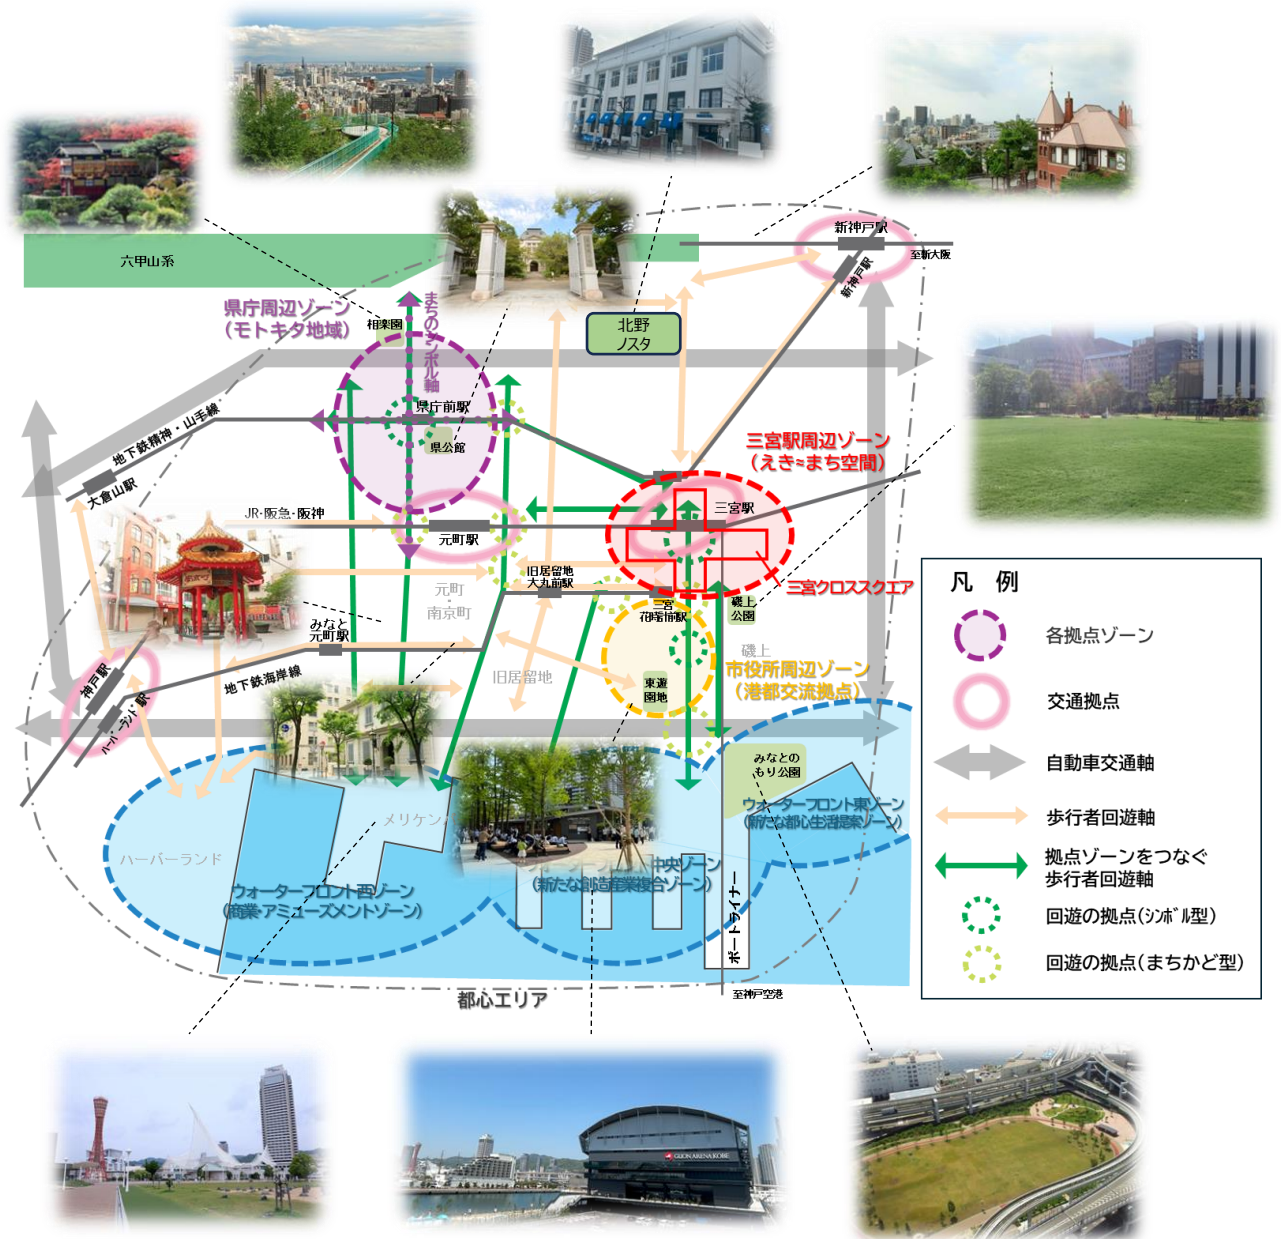 新神戸駅
至新大阪
新神戸駅
六甲山系
県庁周辺ゾーン
（モトキタ地域）
相楽園
まちのシンボル軸
北野
ノスタ
県庁前駅
県公館
地下鉄精神・山手線
大倉山駅
三宮駅周辺ゾーン
（えき≈まち空間）
三宮駅
JR・阪急・阪神
元町駅
旧居留地
大丸前駅
三宮クロススクエア
元町
・
南京町
三宮
花時計前駅
磯上
公園
みなと
元町駅
磯上
神戸駅
ハーバーランド駅
地下鉄海岸線
旧居留地
東遊
園地
市役所周辺ゾーン
（港都交流拠点）
みなとの
もり公園
ウォーターフロント東ゾーン
（新たな都心生活提案ゾーン）
メリケン
ハーバーランド
ウォーターフロント西ゾーン
（商業・アミューズメントゾーン）
中央ゾーン
（新たな創造産業複合ゾーン）
ポートライナー
至神戸空港
都心エリア
凡 例
各拠点ゾーン
交通拠点
自動車交通軸
歩行者回遊軸
拠点ゾーンをつなぐ
歩行者回遊軸
回遊の拠点（シンボル型）
回遊の拠点（まちかど型）
GLION ARENA KOBE